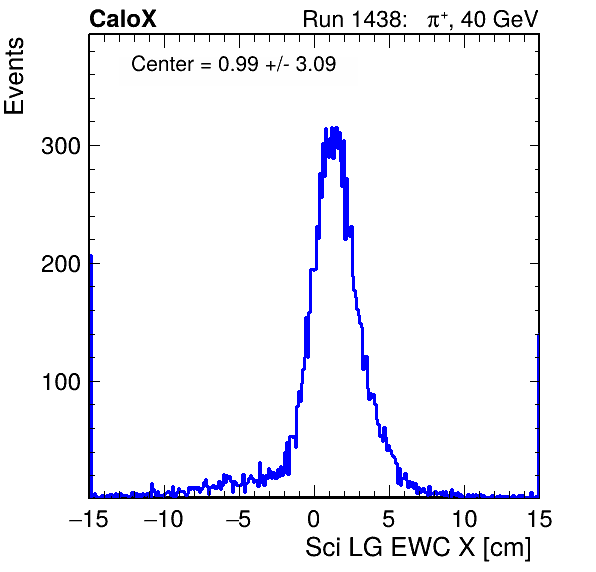 CaloX Run 1438: π⁺, 40 GeV
Center = 0.99 +/- 3.09
Events
300
200
100
−15 −10 −5 0 5 10 15
Sci LG EWC X [cm]